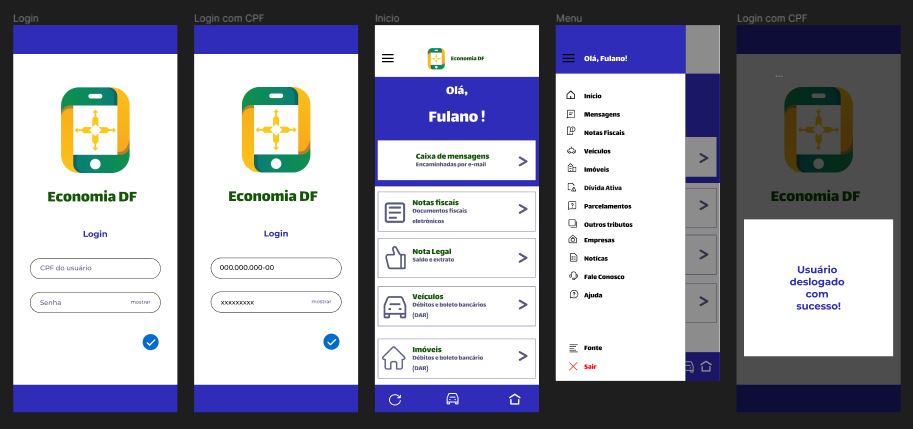 Login
Economia DF
Login
CPF do usuário
Senha
mostrar
Login com CPF
Economia DF
Login
000.000.000-00
xxxxxxxxx
mostrar
Inicio
Economia DF
Olá,
Fulano !
Caixa de mensagens
Encaminhadas por e-mail
Notas fiscais
Documentos fiscais
eletrônicos
Nota Legal
Saldo e extrato
Veículos
Débitos e boleto bancários
(DAR)
Imóveis
Débitos e boleto bancário
(DAR)
Menu
Olá, Fulano!
Início
Mensagens
Notas Fiscais
Veículos
Imóveis
Dívida Ativa
Parcelamentos
Outros tributos
Empresas
Notícas
Fale Conosco
Ajuda
Fonte
Sair
Login com CPF
...
Economia DF
Usuário
deslogado
com
sucesso!